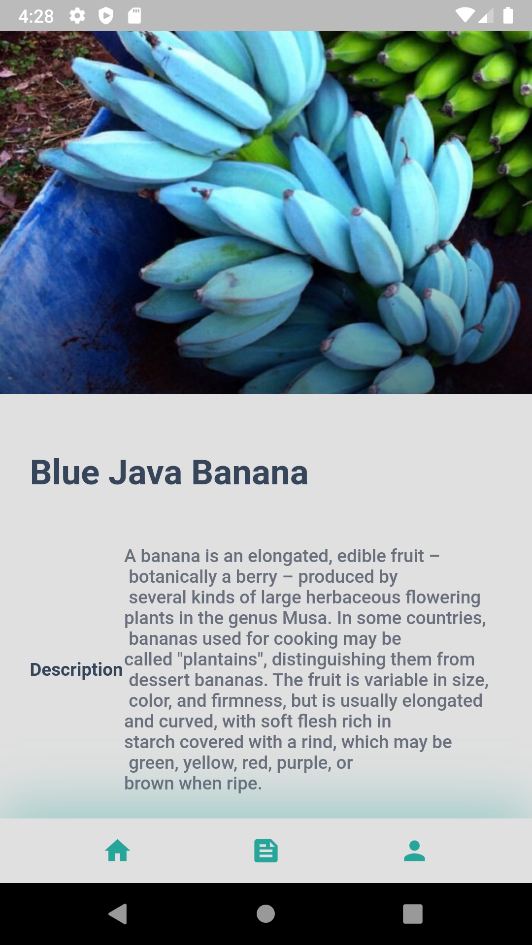 4:28
Blue Java Banana
Description
A banana is an elongated, edible fruit –
botanically a berry – produced by
several kinds of large herbaceous flowering
plants in the genus Musa. In some countries,
bananas used for cooking may be
called "plantains", distinguishing them from
dessert bananas. The fruit is variable in size,
color, and firmness, but is usually elongated
and curved, with soft flesh rich in
starch covered with a rind, which may be
green, yellow, red, purple, or
brown when ripe.